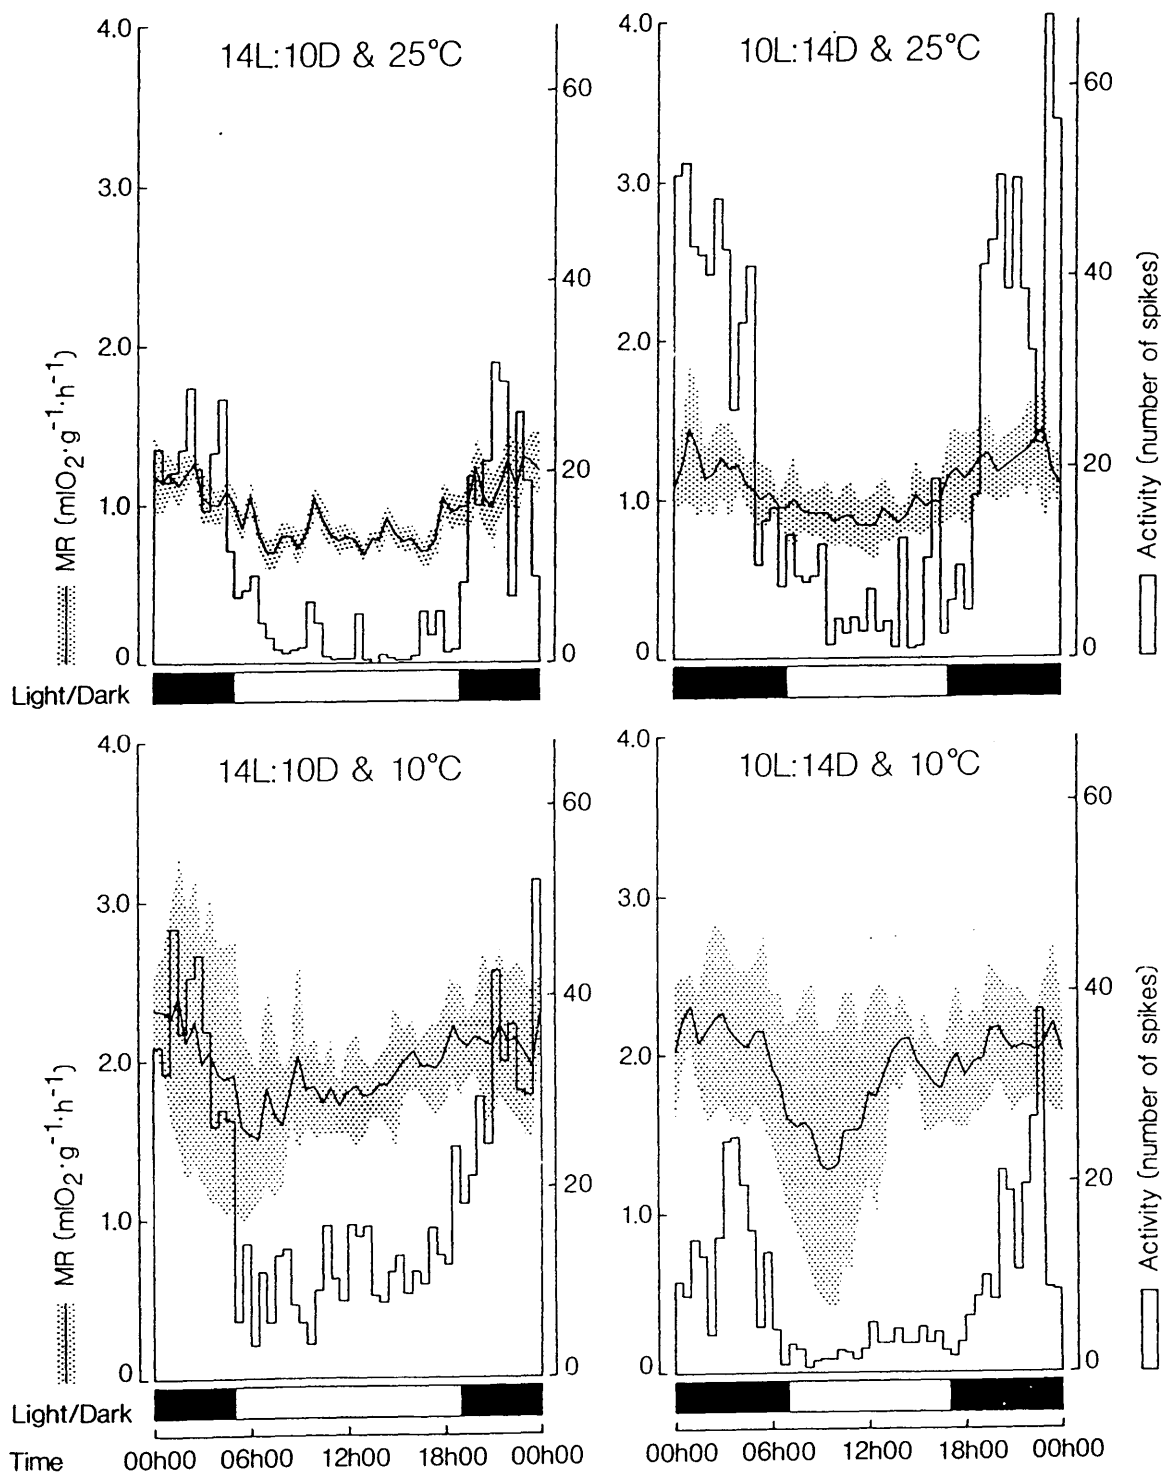 14L:10D & 25°C
4.0
3.0
2.0
1.0
0
60
40
20
0
MR (mlO2·g-1·h-1)
Light/Dark
10L:14D & 25°C
4.0
3.0
2.0
1.0
0
60
40
20
0
Activity (number of spikes)
14L:10D & 10°C
4.0
3.0
2.0
1.0
0
60
40
20
0
MR (mlO2·g-1·h-1)
Light/Dark
Time
00h00 06h00 12h00 18h00 00h00
10L:14D & 10°C
4.0
3.0
2.0
1.0
0
60
40
20
0
Activity (number of spikes)
00h00 06h00 12h00 18h00 00h00